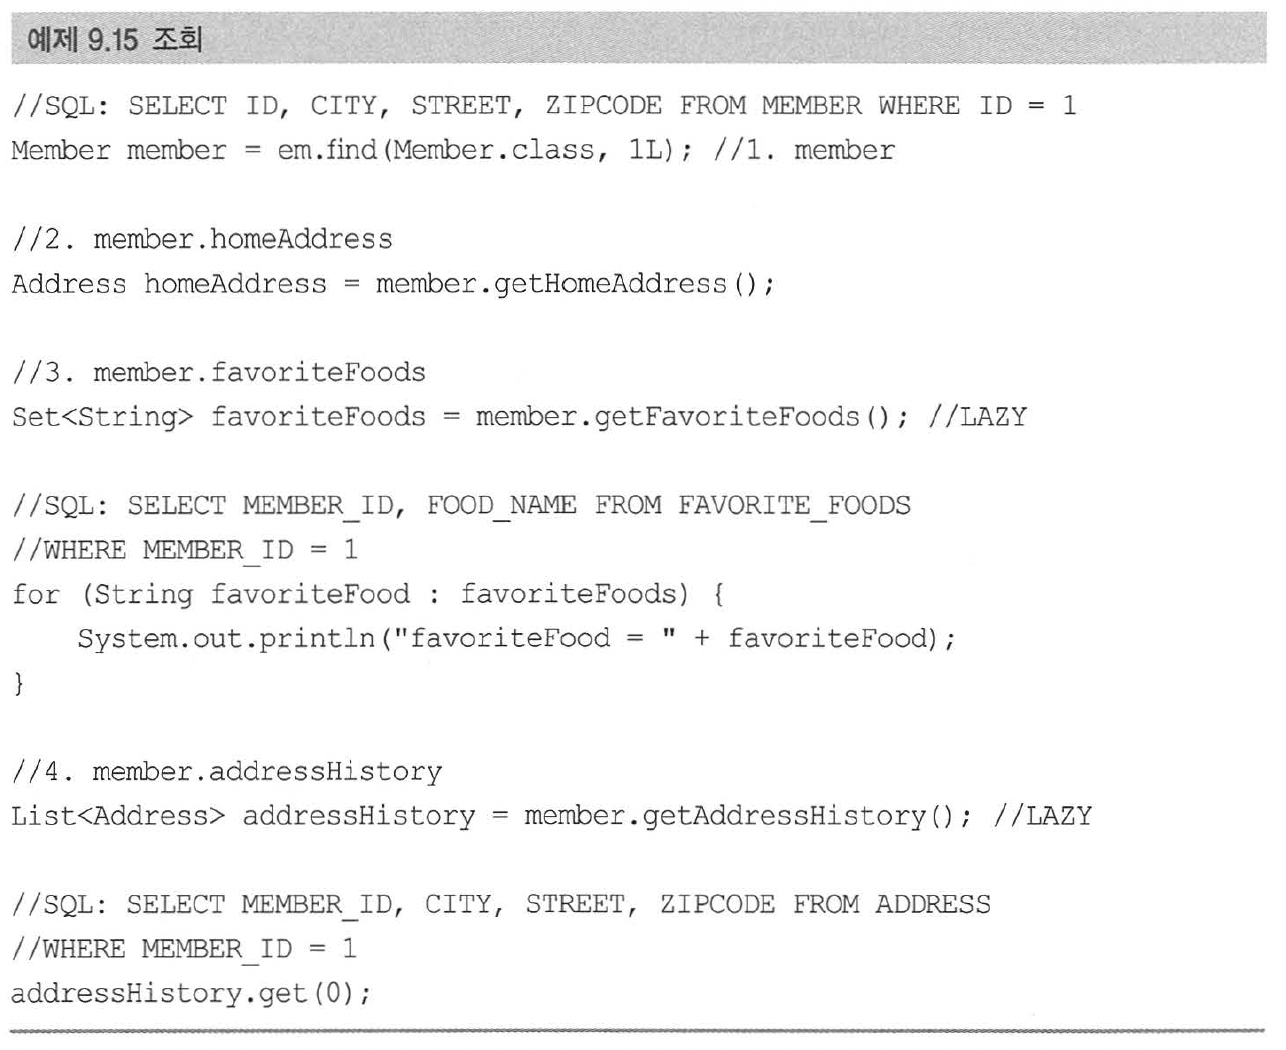 예제 9.15 조회
//SQL: SELECT ID, CITY, STREET, ZIPCODE FROM MEMBER WHERE ID = 1
Member member = em.find(Member.class, 1L); //1. member
//2. member.homeAddress
Address homeAddress = member.getHomeAddress();
//3. member.favoriteFoods
Set<String> favoriteFoods = member.getFavoriteFoods(); //LAZY
//SQL: SELECT MEMBER_ID, FOOD_NAME FROM FAVORITE_FOODS
//WHERE MEMBER_ID = 1
for (String favoriteFood : favoriteFoods) {
    System.out.println("favoriteFood = " + favoriteFood);
}
//4. member.addressHistory
List<Address> addressHistory = member.getAddressHistory(); //LAZY
//SQL: SELECT MEMBER_ID, CITY, STREET, ZIPCODE FROM ADDRESS
//WHERE MEMBER_ID = 1
addressHistory.get(0);